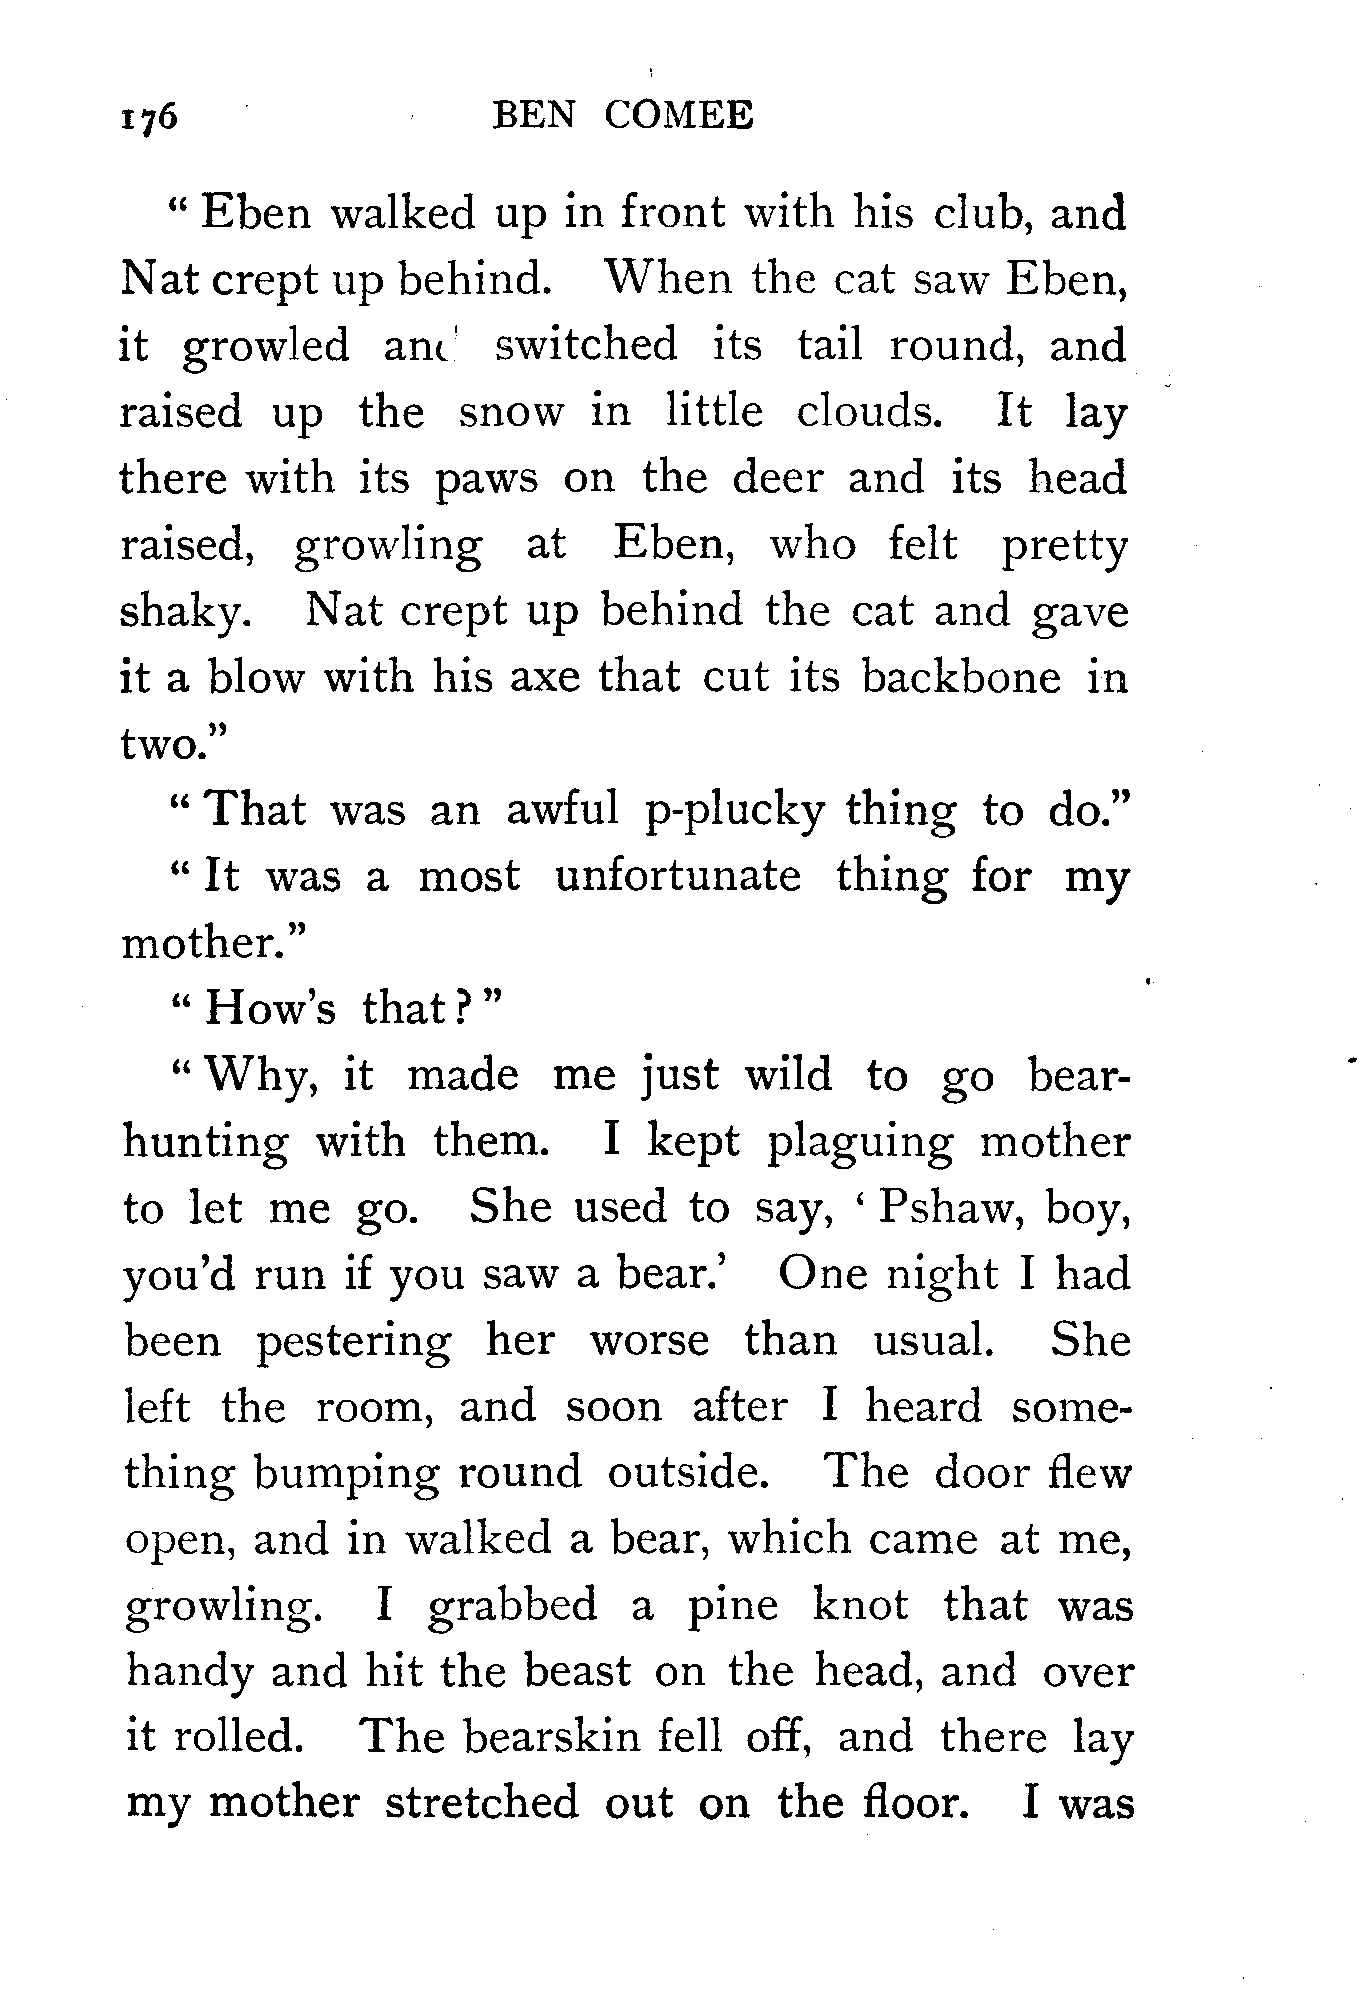 176 BEN COMEE
“ Eben walked up in front with his club, and
Nat crept up behind. When the cat saw Eben,
it growled and switched its tail round, and
raised up the snow in little clouds. It lay
there with its paws on the deer and its head
raised, growling at Eben, who felt pretty
shaky. Nat crept up behind the cat and gave
it a blow with his axe that cut its backbone in
two.”
“ That was an awful p-plucky thing to do.”
“ It was a most unfortunate thing for my
mother.”
“ How’s that ? ”
“ Why, it made me just wild to go bear-
hunting with them. I kept plaguing mother
to let me go. She used to say, ‘ Pshaw, boy,
you’d run if you saw a bear.’ One night I had
been pestering her worse than usual. She
left the room, and soon after I heard some-
thing bumping round outside. The door flew
open, and in walked a bear, which came at me,
growling. I grabbed a pine knot that was
handy and hit the beast on the head, and over
it rolled. The bearskin fell off, and there lay
my mother stretched out on the floor. I was